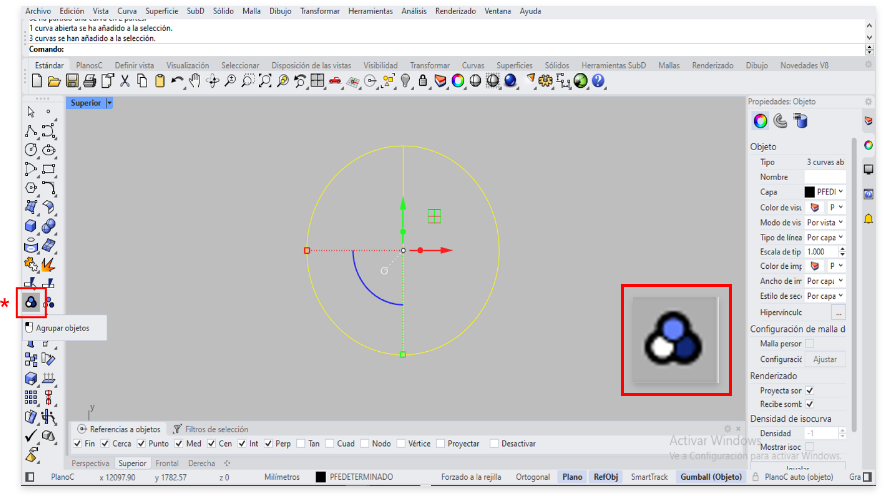 Archivo Edición Vista Curva Superficie SubD Sólido Malla Dibujo Transformar Herramientas Análisis Renderizado Ventana Ayuda
1 curva abierta se ha añadido a la selección.
3 curvas se han añadido a la selección.
Comando:
Estándar PlanosC Definir vista Visualización Seleccionar Disposición de las vistas Visibilidad Transformar Curvas Superficies Sólidos Herramientas SubD Mallas Renderizado Dibujo Novedades V8
Superior
Propiedades: Objeto
Objeto
Tipo 3 curvas ab
Nombre
Capa PFEDI
Color de visu P
Modo de vis Por vista
Tipo de línea Por capa
Escala de tip 1.000
Color de imp P
Ancho de im Por capa
Estilo de sec Por capa
Hipervínculo ...
Configuración de malla d
Malla person
Configuració Ajustar
Renderizado
Proyecta son
Recibe somb
Densidad de isocurva
Densidad -1
Mostrar isoc
*
Agrupar objetos
y
Referencias a objetos Filtros de selección
Fin Cerca Punto Med Cen Int Perp Tan Cuad Nodo Vértice Proyectar Desactivar
Activar Windows
Ve a Configuración para activar Windows.
Perspectiva Superior Frontal Derecha
PlanoC x 12097.90 y 1782.57 z 0 Milímetros PFEDETERMINADO Forzado a la rejilla Ortogonal Plano RefObj SmartTrack Gumball (Objeto) PlanoC auto (objeto) Gra